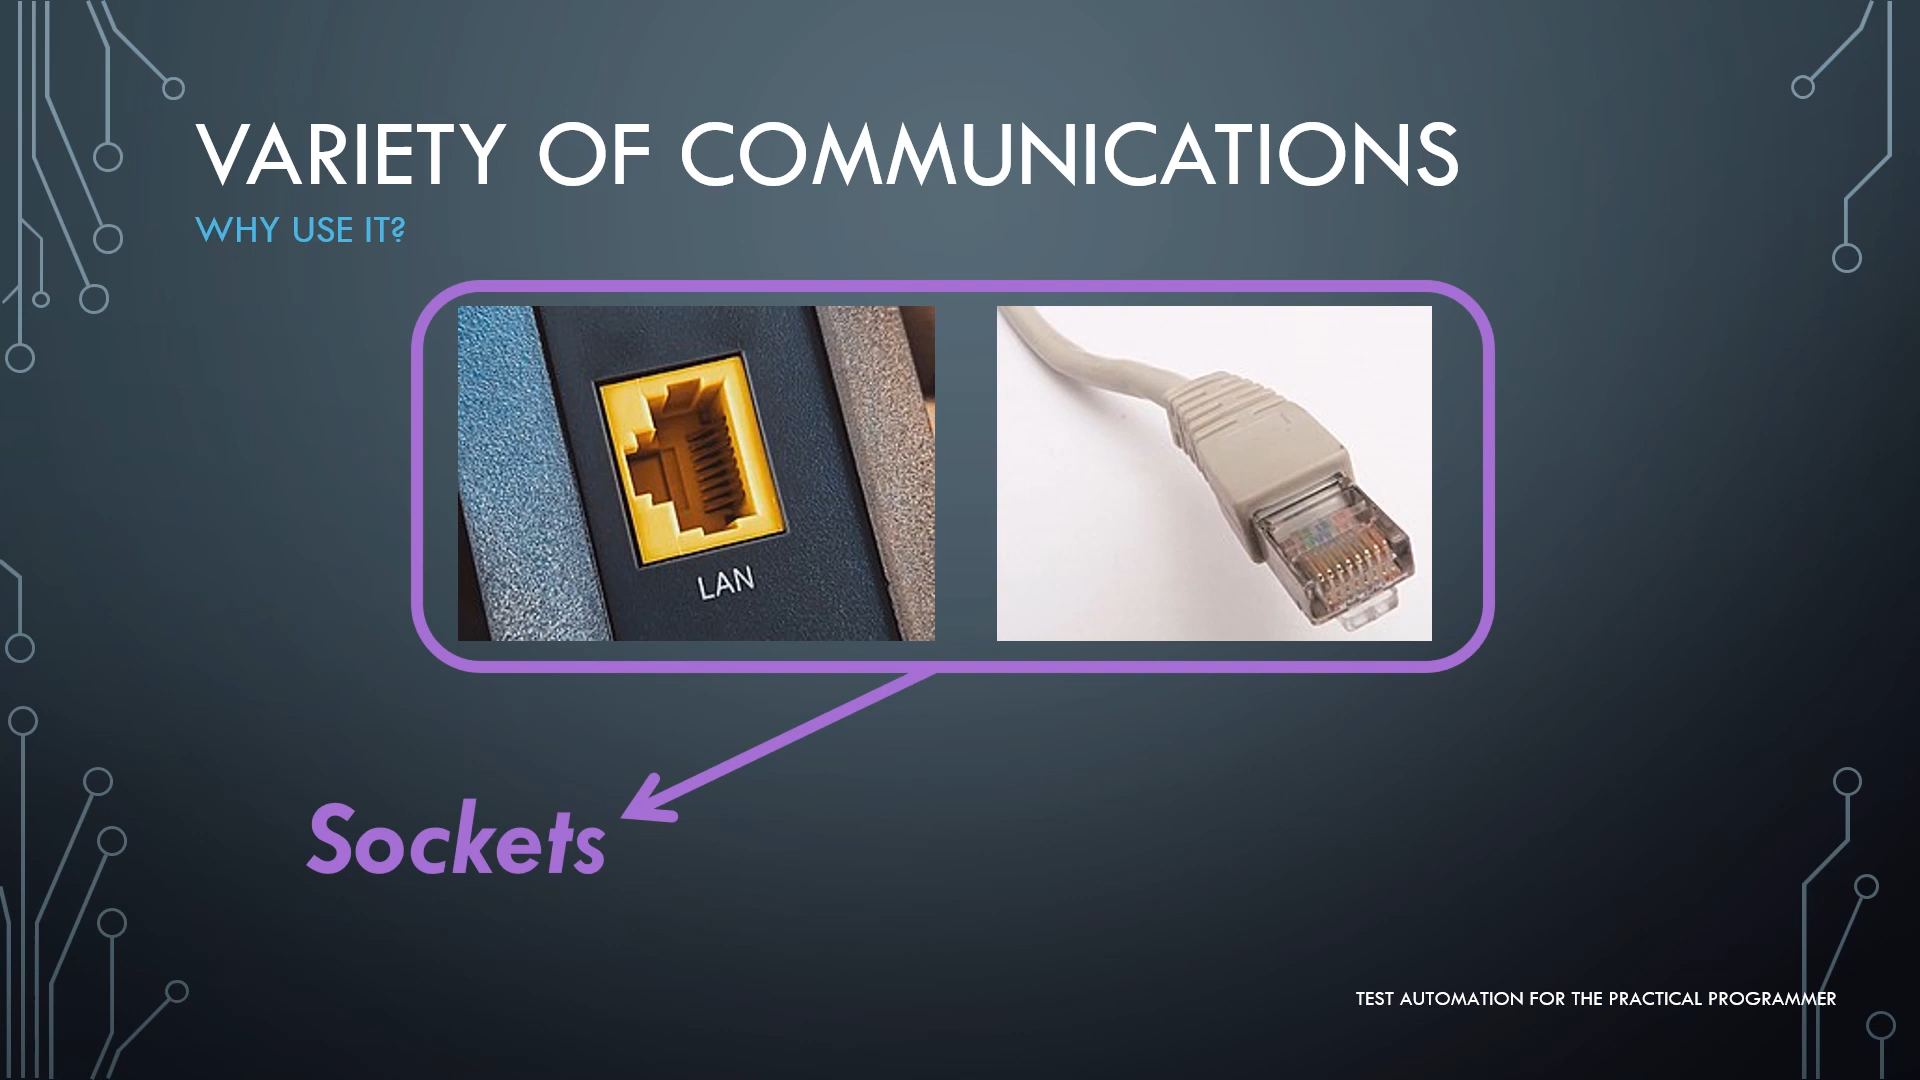 VARIETY OF COMMUNICATIONS
WHY USE IT?
LAN
Sockets
TEST AUTOMATION FOR THE PRACTICAL PROGRAMMER